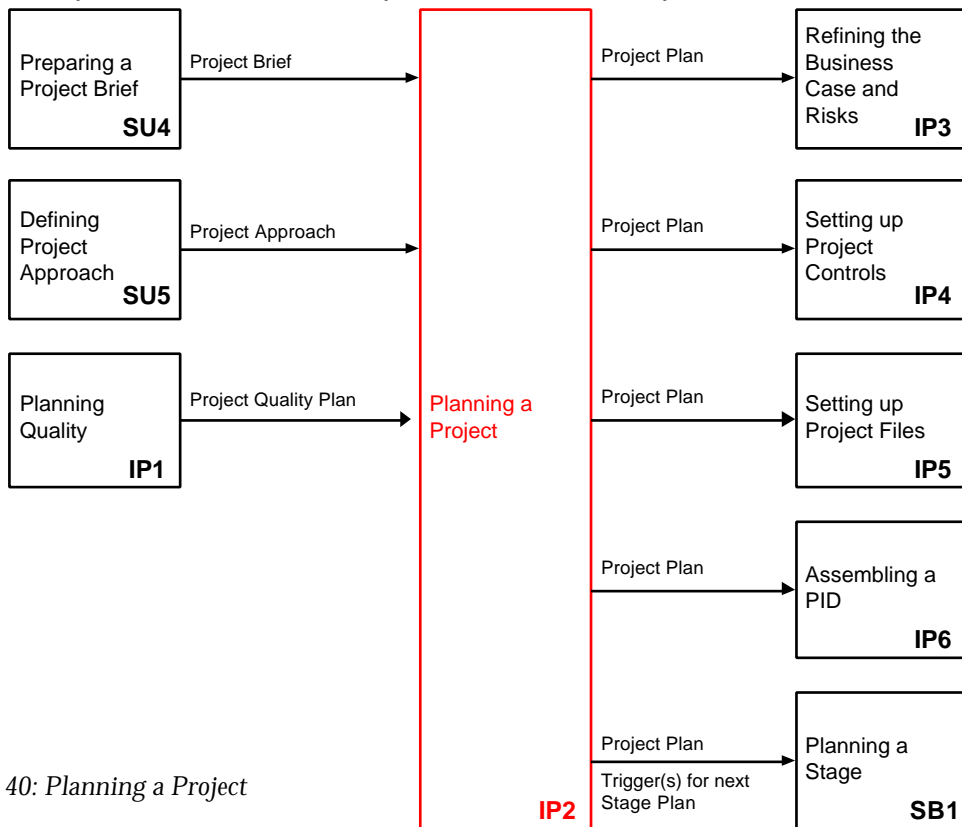 Preparing a
Project Brief
SU4
Project Brief
Project Plan
Refining the
Business
Case and
Risks
IP3
Defining
Project
Approach
SU5
Project Approach
Project Plan
Setting up
Project
Controls
IP4
Planning
Quality
IP1
Project Quality Plan
Planning a
Project
Project Plan
Setting up
Project Files
IP5
Project Plan
Assembling a
PID
IP6
Project Plan
Trigger(s) for next
Stage Plan
Planning a
Stage
SB1
IP2
40: Planning a Project